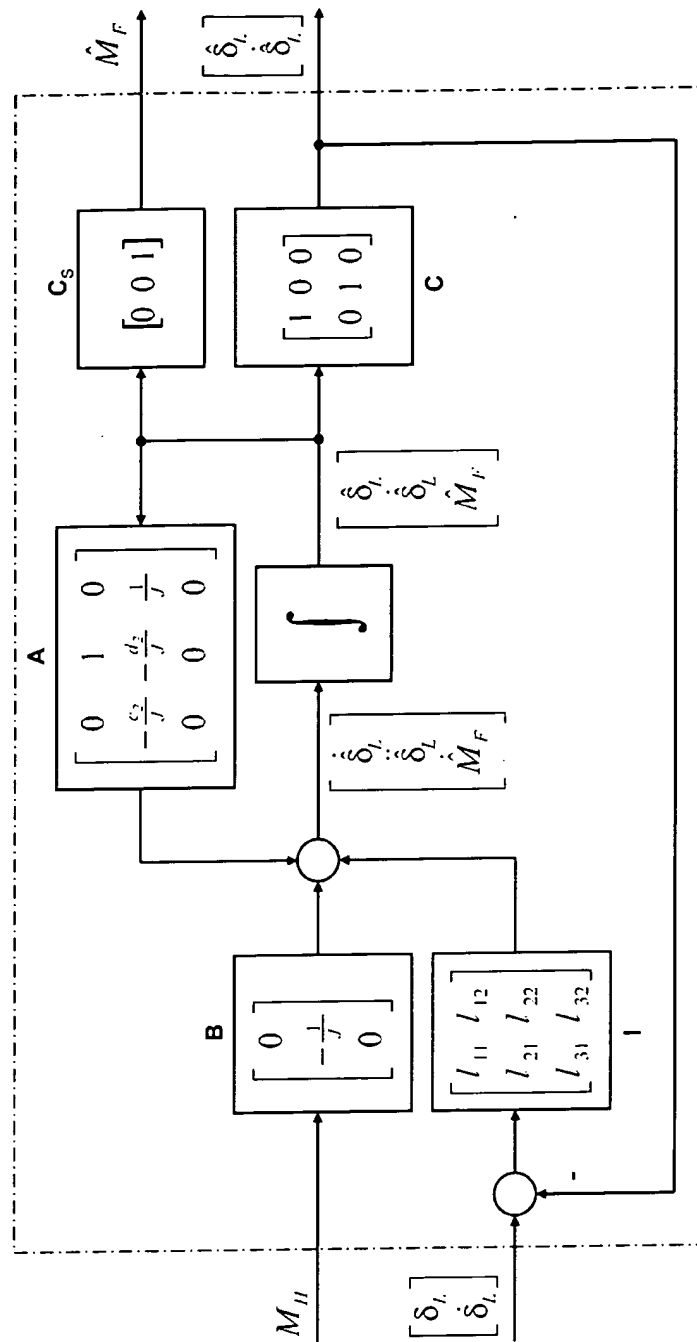 M_H
[δ_L
δ̇_L]
B
[0
-1/J
0]
l
[l_11 l_12
l_21 l_22
l_31 l_32]
-
A
[0 1 0
-c_2/J -d_2/J 1/J
0 0 0]
[δ̂̇_L
δ̂̈_L
M̂̇_F]
∫
[δ̂_L
δ̂̇_L
M̂_F]
C_S
[0 0 1]
[1 0 0
0 1 0]
C
M̂_F
[δ̂_L
δ̂̇_L]